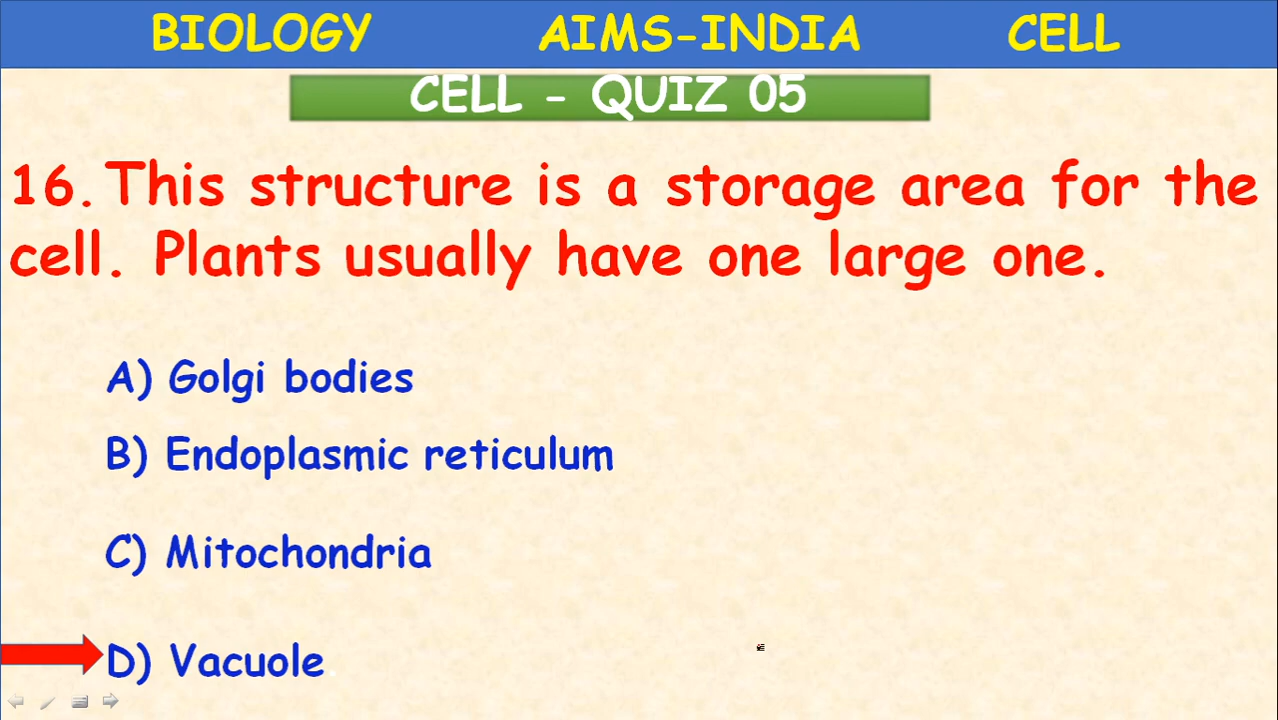 BIOLOGY AIMS-INDIA CELL
CELL - QUIZ 05
16. This structure is a storage area for the
cell. Plants usually have one large one.
A) Golgi bodies
B) Endoplasmic reticulum
C) Mitochondria
D) Vacuole